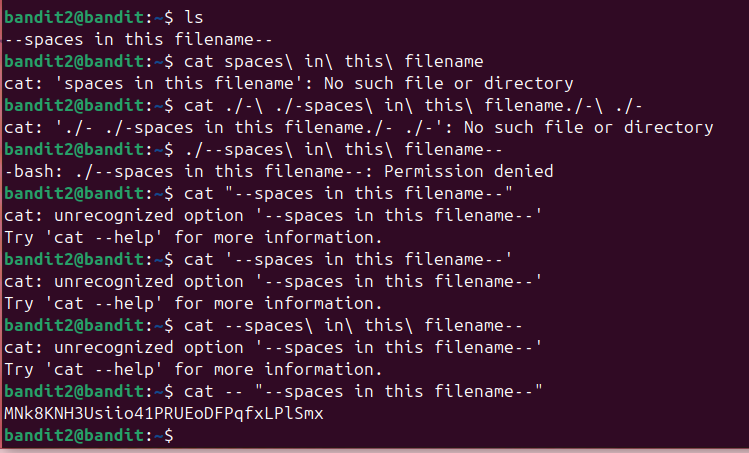 bandit2@bandit:~$ ls
--spaces in this filename--
bandit2@bandit:~$ cat spaces\ in\ this\ filename
cat: 'spaces in this filename': No such file or directory
bandit2@bandit:~$ cat ./-\ ./-spaces\ in\ this\ filename./-\ ./-
cat: './- ./-spaces in this filename./- ./-': No such file or directory
bandit2@bandit:~$ ./--spaces\ in\ this\ filename--
-bash: ./--spaces in this filename--: Permission denied
bandit2@bandit:~$ cat "--spaces in this filename--"
cat: unrecognized option '--spaces in this filename--'
Try 'cat --help' for more information.
bandit2@bandit:~$ cat '--spaces in this filename--'
cat: unrecognized option '--spaces in this filename--'
Try 'cat --help' for more information.
bandit2@bandit:~$ cat --spaces\ in\ this\ filename--
cat: unrecognized option '--spaces in this filename--'
Try 'cat --help' for more information.
bandit2@bandit:~$ cat -- "--spaces in this filename--"
MNk8KNH3Usiio41PRUEoDFPqfxLPlSmx
bandit2@bandit:~$